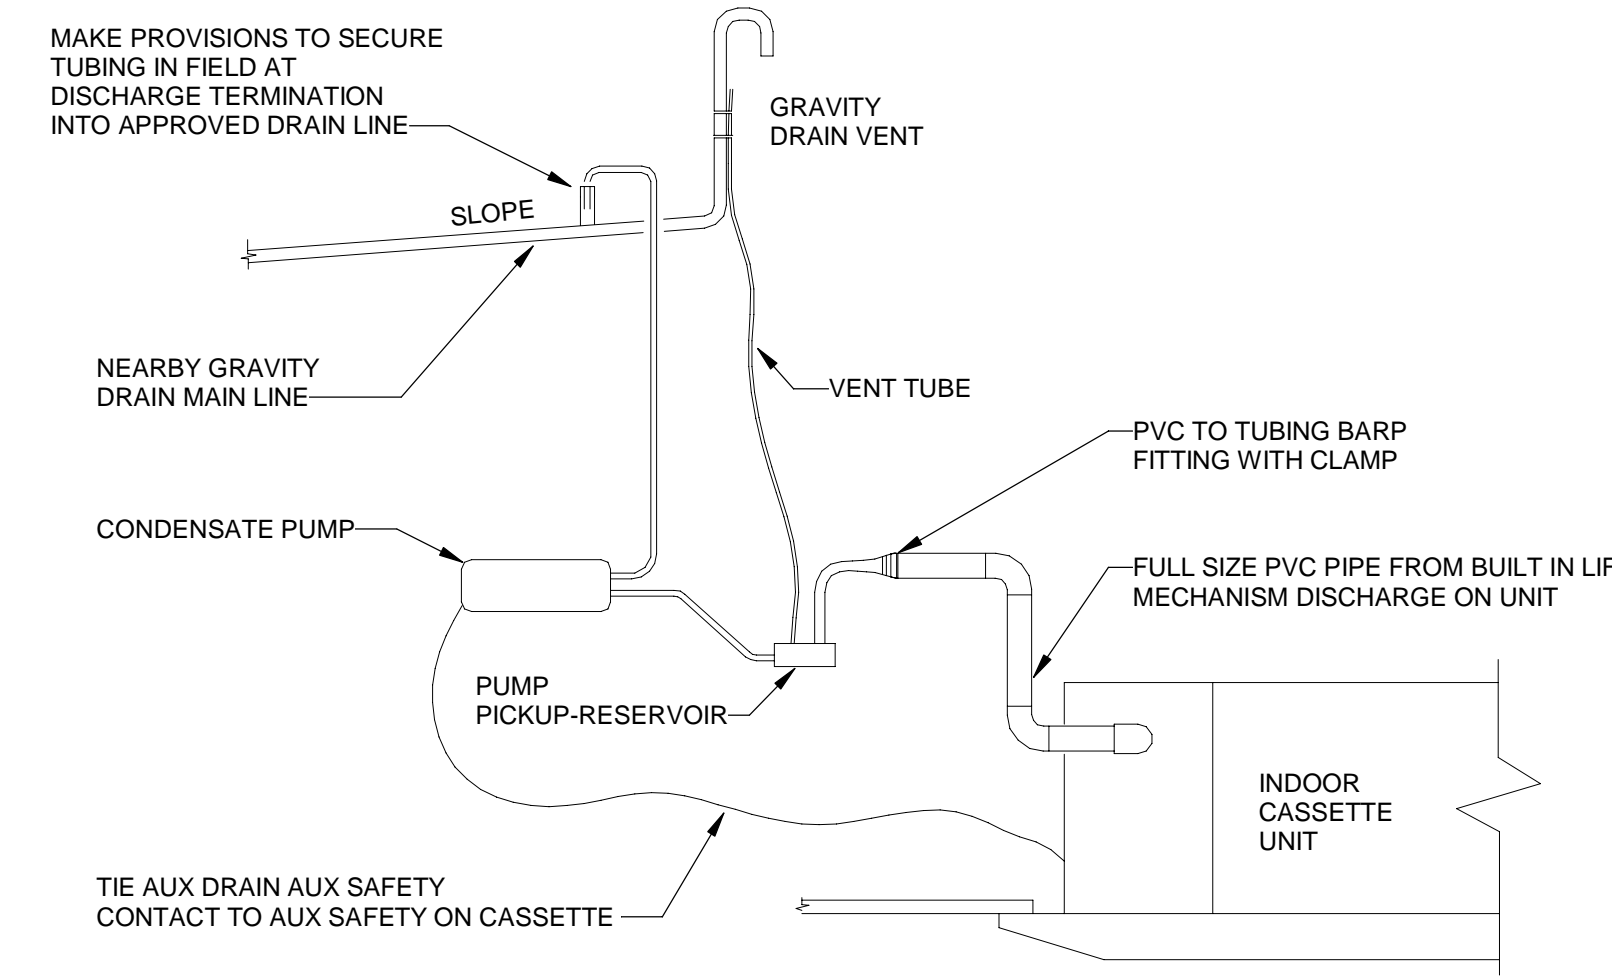 MAKE PROVISIONS TO SECURE
TUBING IN FIELD AT
DISCHARGE TERMINATION
INTO APPROVED DRAIN LINE
GRAVITY
DRAIN VENT
SLOPE
NEARBY GRAVITY
DRAIN MAIN LINE
VENT TUBE
PVC TO TUBING BARP
FITTING WITH CLAMP
CONDENSATE PUMP
FULL SIZE PVC PIPE FROM BUILT IN
MECHANISM DISCHARGE ON UNIT
PUMP
PICKUP-RESERVOIR
INDOOR
CASSETTE
UNIT
TIE AUX DRAIN AUX SAFETY
CONTACT TO AUX SAFETY ON CASSETTE